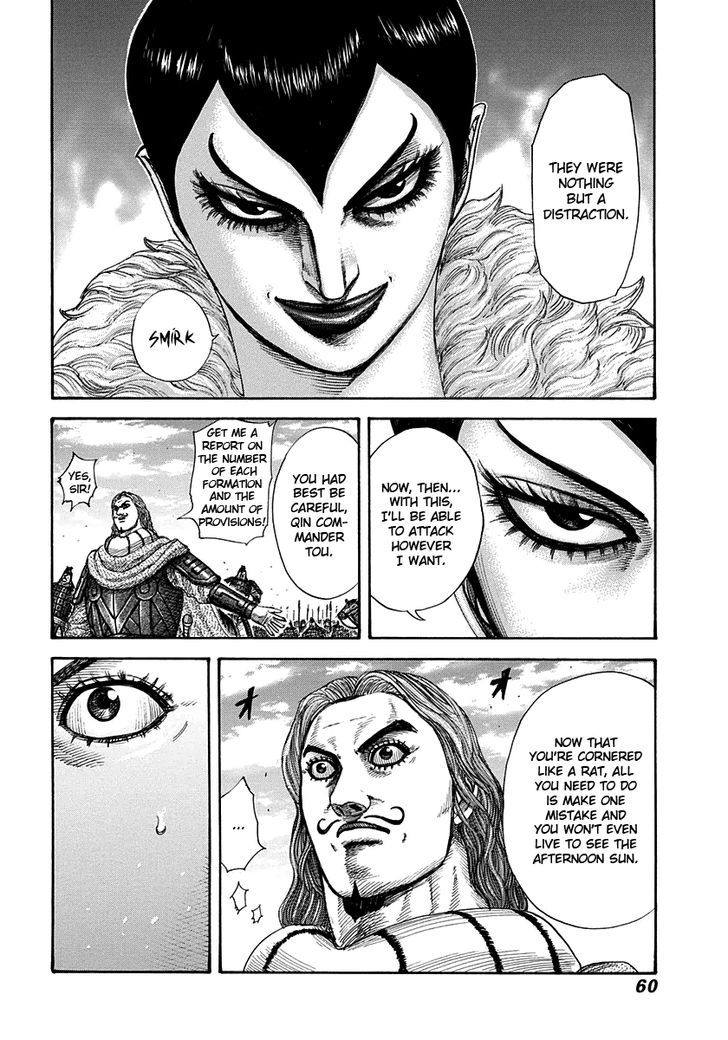 THEY WERE
NOTHING
BUT A
DISTRACTION.
SMIRK
NOW, THEN...
WITH THIS,
I'LL BE ABLE
TO ATTACK
HOWEVER
I WANT.
YOU HAD
BEST BE
CAREFUL,
QIN COM-
MANDER
TOU.
GET ME A
REPORT ON
THE NUMBER
OF EACH
FORMATION
AND THE
AMOUNT OF
PROVISIONS!
YES,
SIR!
NOW THAT
YOU'RE CORNERED
LIKE A RAT, ALL
YOU NEED TO DO
IS MAKE ONE
MISTAKE AND
YOU WON'T EVEN
LIVE TO SEE THE
AFTERNOON SUN.
...
60